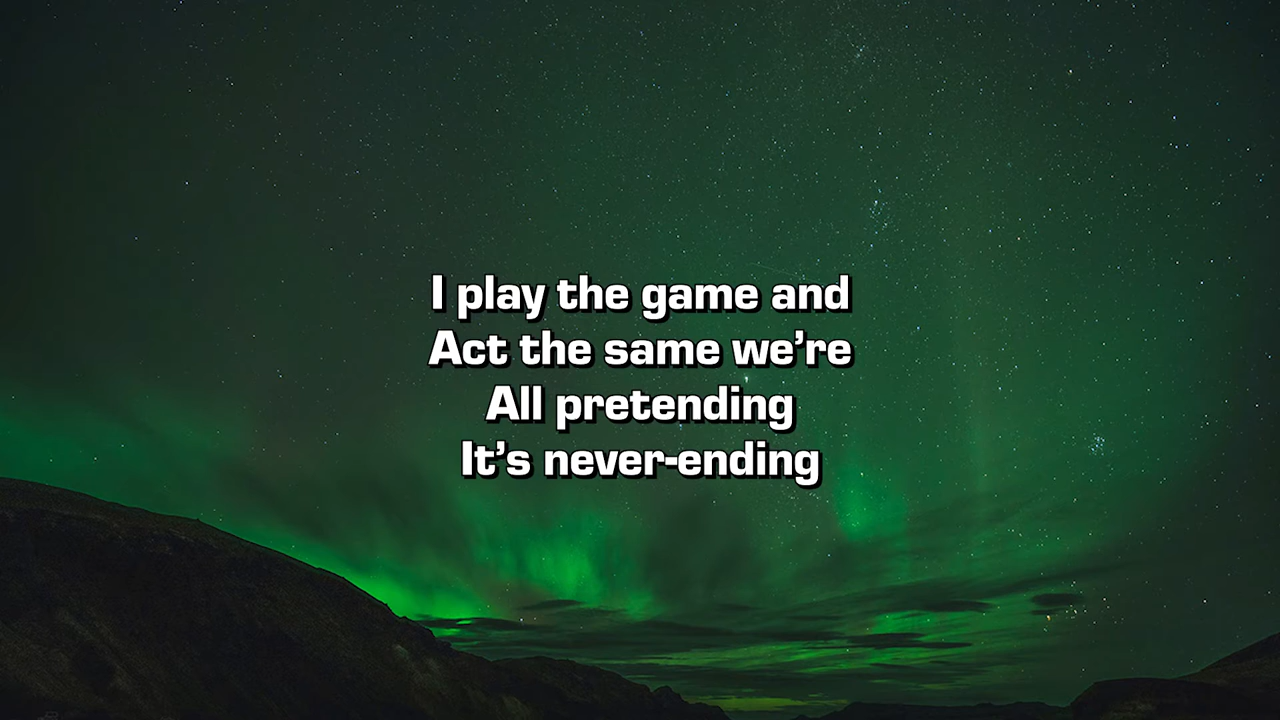 I play the game and
Act the same we’re
All pretending
It’s never-ending